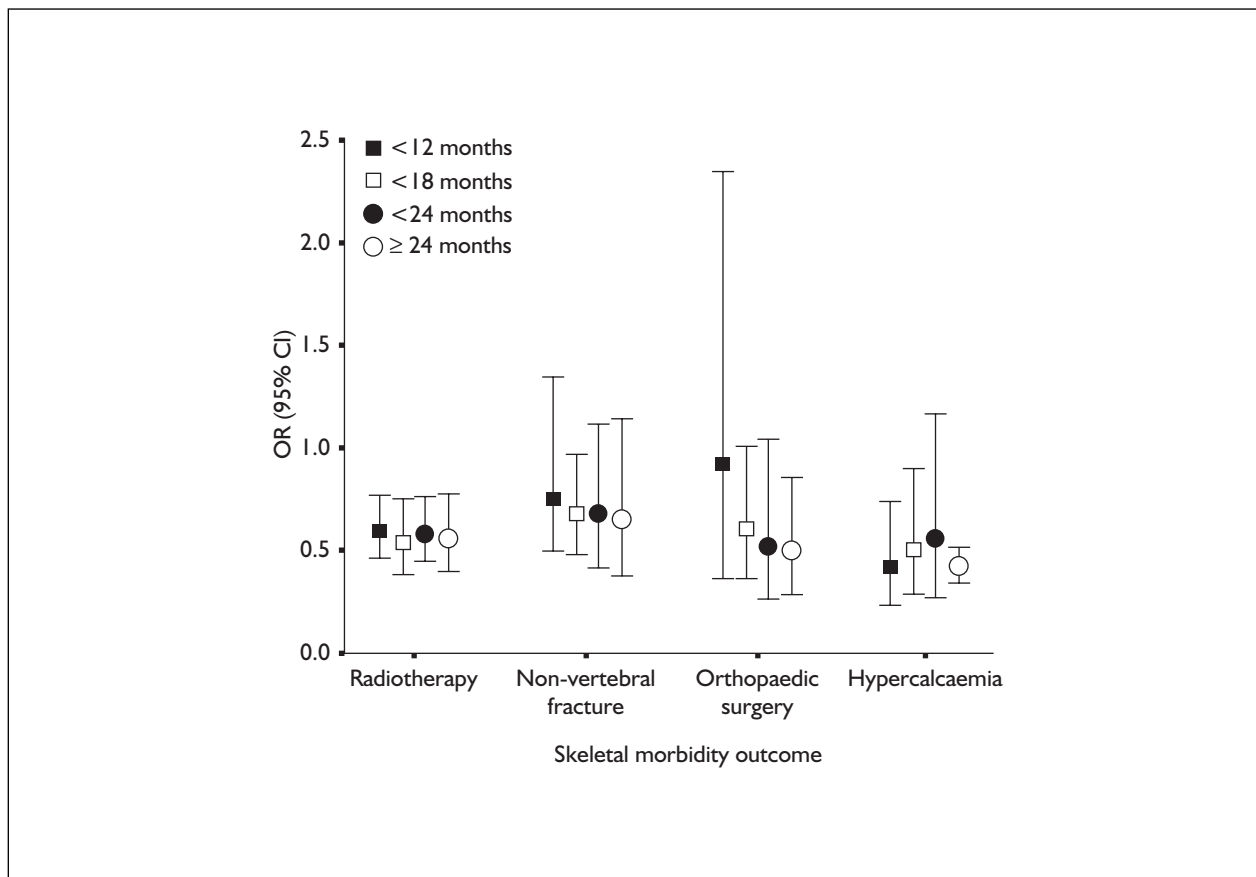 2.5
2.0
1.5
1.0
0.5
0.0
OR (95% CI)
<12 months
<18 months
<24 months
≥ 24 months
Radiotherapy
Non-vertebral
fracture
Orthopaedic
surgery
Hypercalcaemia
Skeletal morbidity outcome